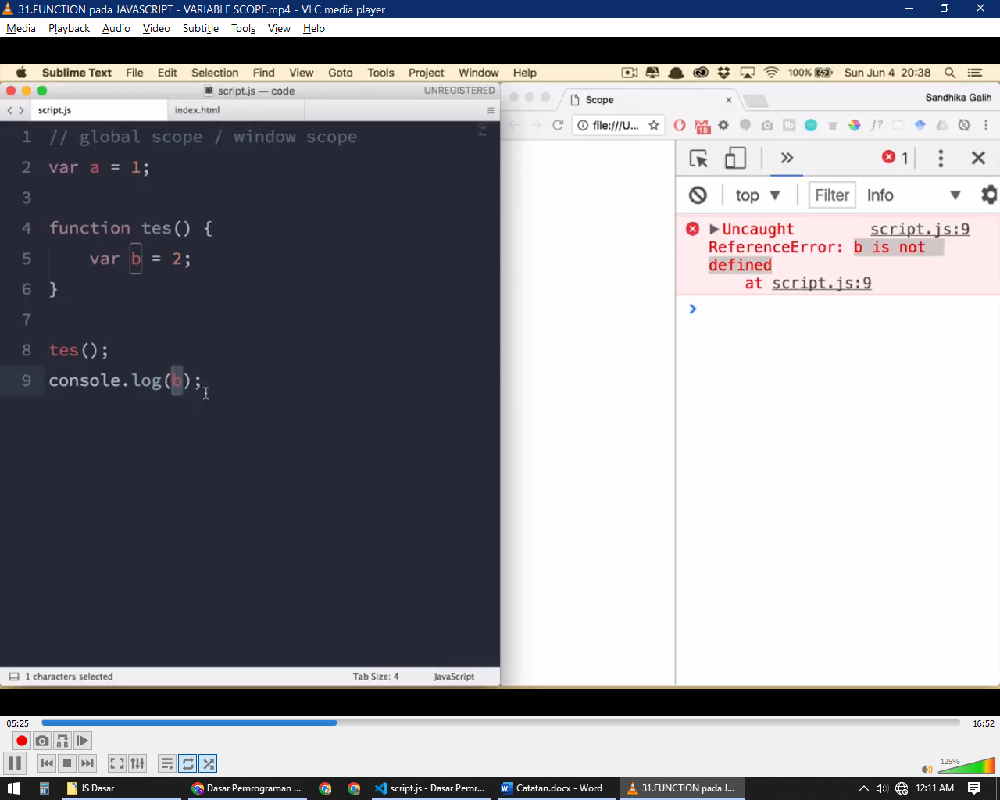 31.FUNCTION pada JAVASCRIPT - VARIABLE SCOPE.mp4 - VLC media player
Media Playback Audio Video Subtitle Tools View Help
Sublime Text File Edit Selection Find View Goto Tools Project Window Help 100% Sun Jun 4 20:38
script.js — code UNREGISTERED
script.js index.html
1 // global scope / window scope
2 var a = 1;
3
4 function tes() {
5 var b = 2;
6 }
7
8 tes();
9 console.log(b);
1 characters selected Tab Size: 4 JavaScript
Scope Sandhika Galih
file:///U... 18 f?
1
top Filter Info
Uncaught script.js:9
ReferenceError: b is not
defined
at script.js:9
05:25 16:52
125%
JS Dasar Dasar Pemrograman ... script.js - Dasar Pemr... Catatan.docx - Word 31.FUNCTION pada J... 12:11 AM